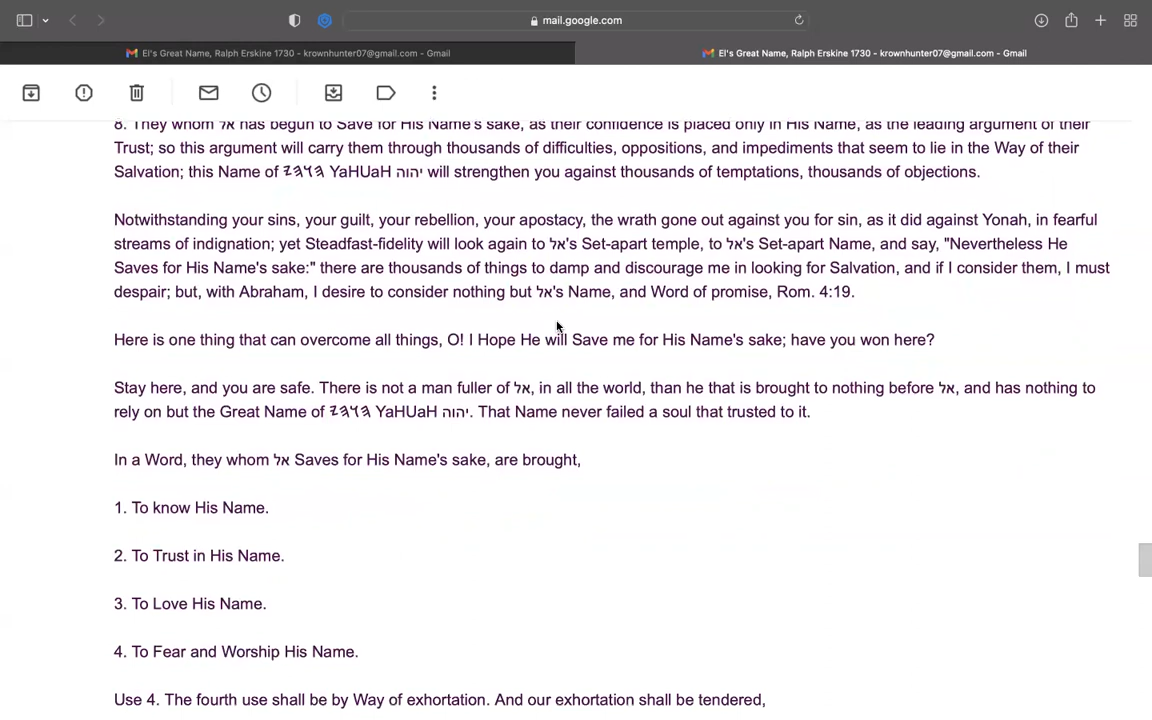 mail.google.com
El's Great Name, Ralph Erskine 1730 - krownhunter07@gmail.com - Gmail
El's Great Name, Ralph Erskine 1730 - krownhunter07@gmail.com - Gmail
8. They whom אל has begun to Save for His Name's sake, as their confidence is placed only in His Name, as the leading argument of their
Trust; so this argument will carry them through thousands of difficulties, oppositions, and impediments that seem to lie in the Way of their
Salvation; this Name of 𐤉𐤄𐤅𐤄 YaHUaH יהוה will strengthen you against thousands of temptations, thousands of objections.
Notwithstanding your sins, your guilt, your rebellion, your apostacy, the wrath gone out against you for sin, as it did against Yonah, in fearful
streams of indignation; yet Steadfast-fidelity will look again to אל's Set-apart temple, to אל's Set-apart Name, and say, "Nevertheless He
Saves for His Name's sake:" there are thousands of things to damp and discourage me in looking for Salvation, and if I consider them, I must
despair; but, with Abraham, I desire to consider nothing but אל's Name, and Word of promise, Rom. 4:19.
Here is one thing that can overcome all things, O! I Hope He will Save me for His Name's sake; have you won here?
Stay here, and you are safe. There is not a man fuller of אל, in all the world, than he that is brought to nothing before אל, and has nothing to
rely on but the Great Name of 𐤉𐤄𐤅𐤄 YaHUaH יהוה. That Name never failed a soul that trusted to it.
In a Word, they whom אל Saves for His Name's sake, are brought,
1. To know His Name.
2. To Trust in His Name.
3. To Love His Name.
4. To Fear and Worship His Name.
Use 4. The fourth use shall be by Way of exhortation. And our exhortation shall be tendered,